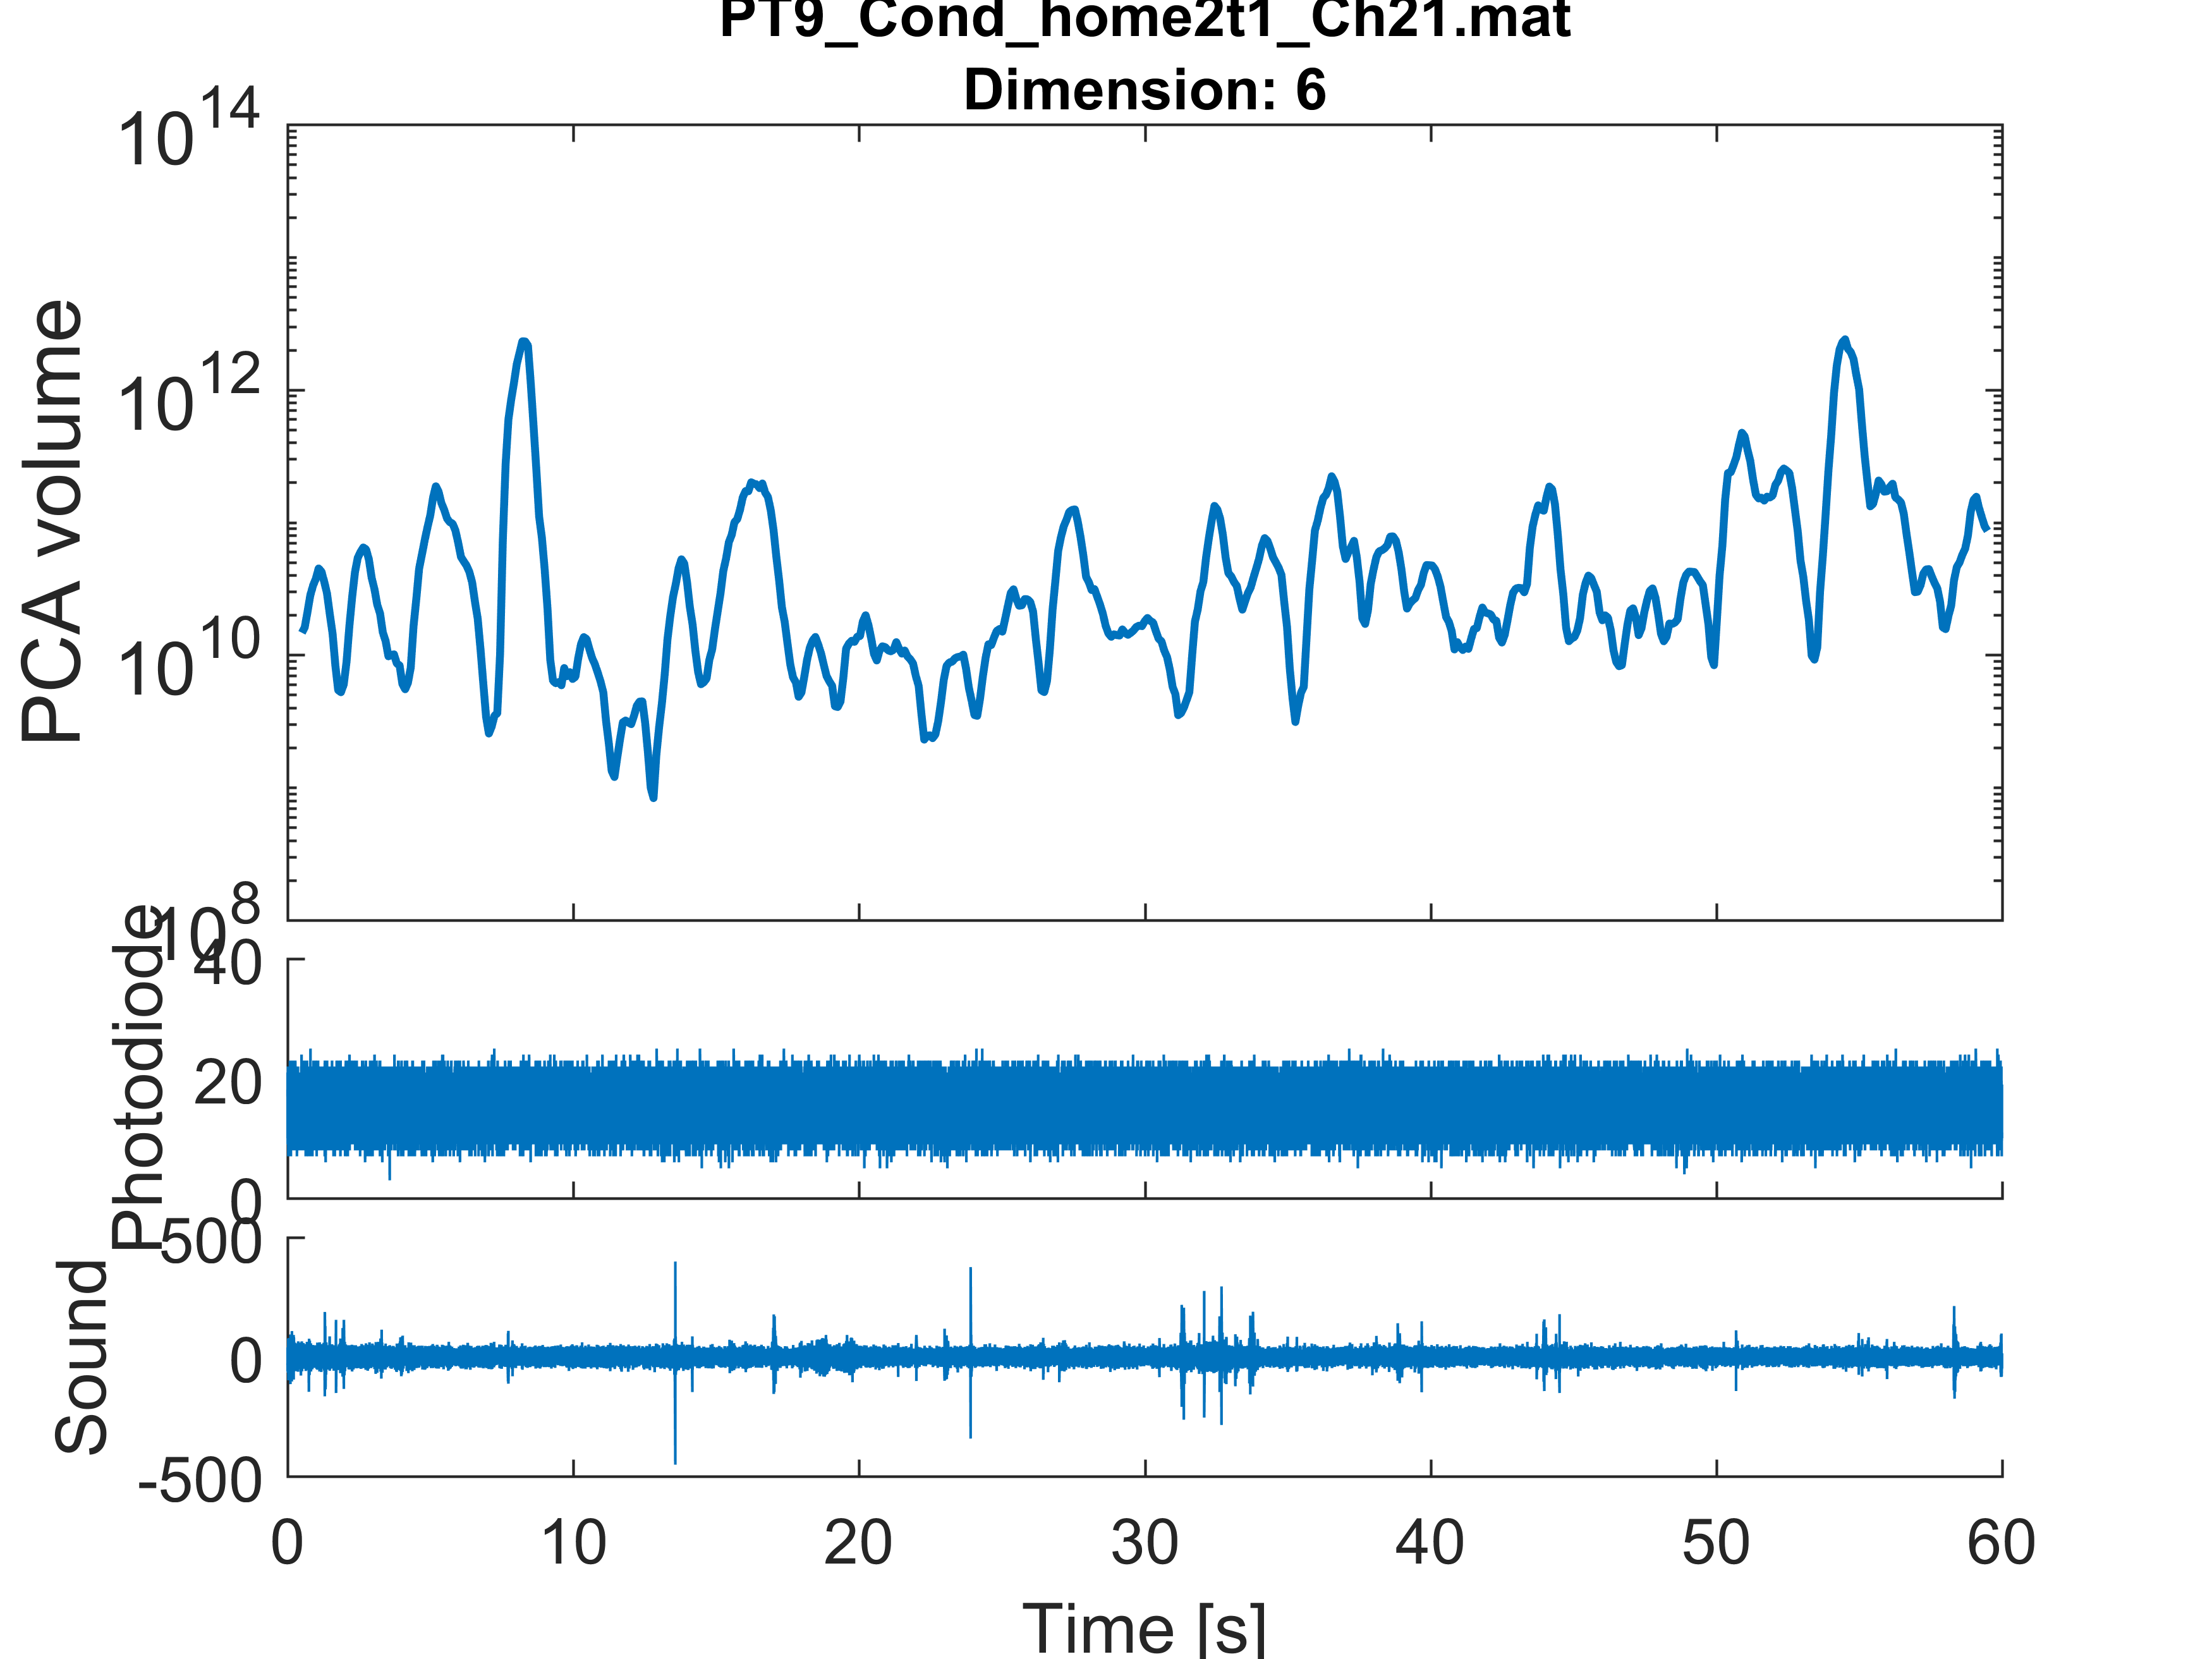 PT9_Cond_home2t1_Ch21.mat
Dimension: 6
10^14
10^12
10^10
10^8
PCA volume
40
20
0
Photodiode
500
0
-500
Sound
0 10 20 30 40 50 60
Time [s]